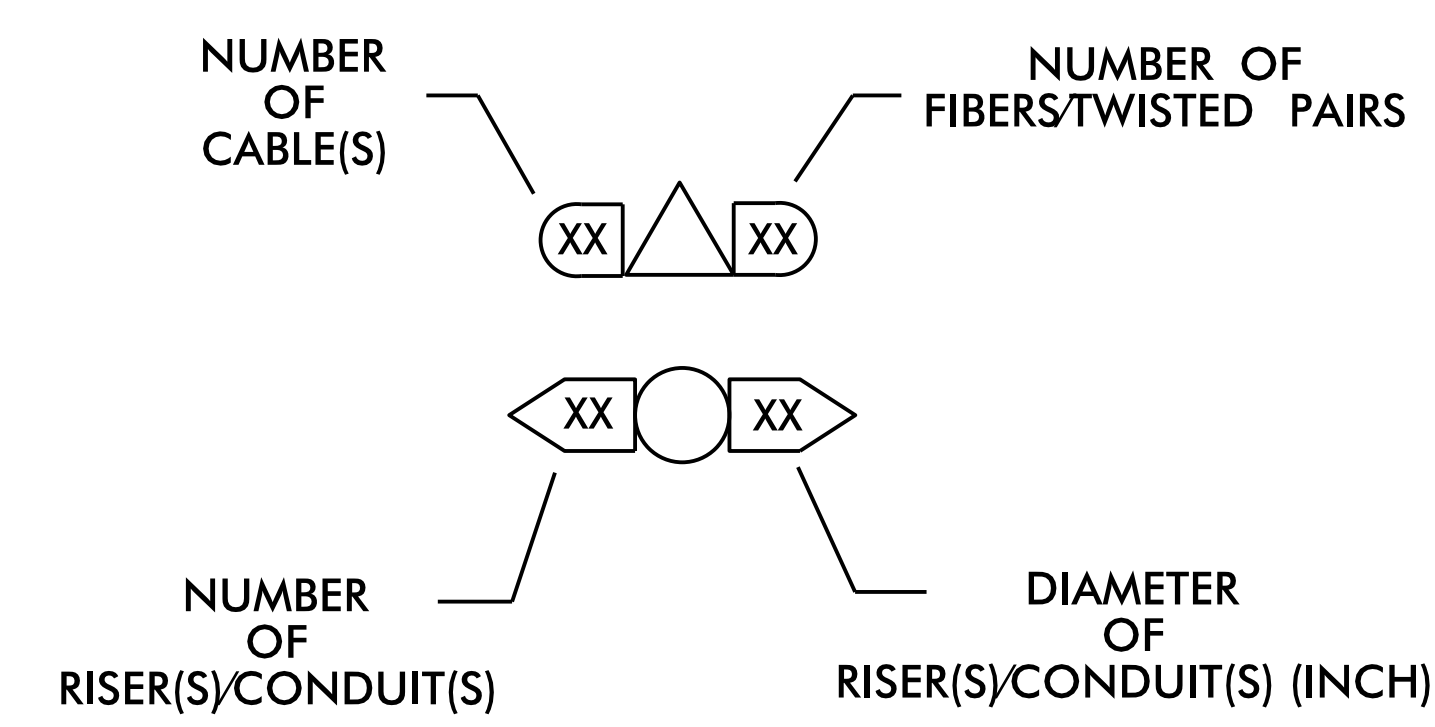 NUMBER
OF
CABLE(S)
NUMBER OF
FIBERS/TWISTED PAIRS
XX
XX
XX
XX
NUMBER
OF
RISER(S)/CONDUIT(S)
DIAMETER
OF
RISER(S)/CONDUIT(S) (INCH)